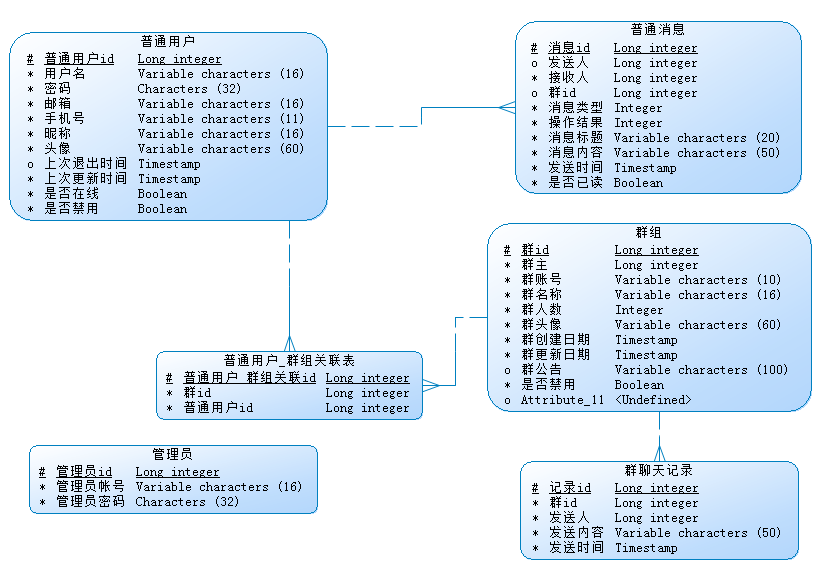 普通用户
# 普通用户id Long integer
* 用户名 Variable characters (16)
* 密码 Characters (32)
* 邮箱 Variable characters (16)
* 手机号 Variable characters (11)
* 昵称 Variable characters (16)
* 头像 Variable characters (60)
o 上次退出时间 Timestamp
* 上次更新时间 Timestamp
* 是否在线 Boolean
* 是否禁用 Boolean
普通消息
# 消息id Long integer
o 发送人 Long integer
* 接收人 Long integer
o 群id Long integer
* 消息类型 Integer
* 操作结果 Integer
* 消息标题 Variable characters (20)
* 消息内容 Variable characters (50)
* 发送时间 Timestamp
* 是否已读 Boolean
群组
# 群id Long integer
* 群主 Long integer
* 群账号 Variable characters (10)
* 群名称 Variable characters (16)
* 群人数 Integer
* 群头像 Variable characters (60)
* 群创建日期 Timestamp
* 群更新日期 Timestamp
o 群公告 Variable characters (100)
* 是否禁用 Boolean
o Attribute_11 <Undefined>
普通用户_群组关联表
# 普通用户_群组关联id Long integer
* 群id Long integer
* 普通用户id Long integer
管理员
# 管理员id Long integer
* 管理员帐号 Variable characters (16)
* 管理员密码 Characters (32)
群聊天记录
# 记录id Long integer
* 群id Long integer
* 发送人 Long integer
* 发送内容 Variable characters (50)
* 发送时间 Timestamp